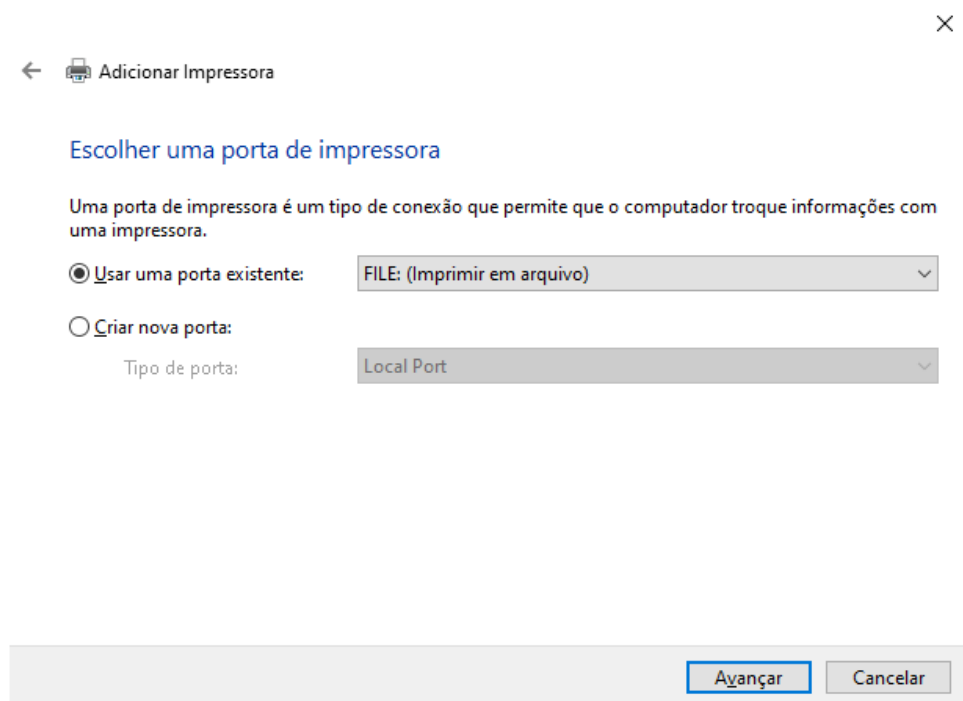 Adicionar Impressora
Escolher uma porta de impressora
Uma porta de impressora é um tipo de conexão que permite que o computador troque informações com
uma impressora.
Usar uma porta existente: FILE: (Imprimir em arquivo)
Criar nova porta:
Tipo de porta: Local Port
Avançar Cancelar